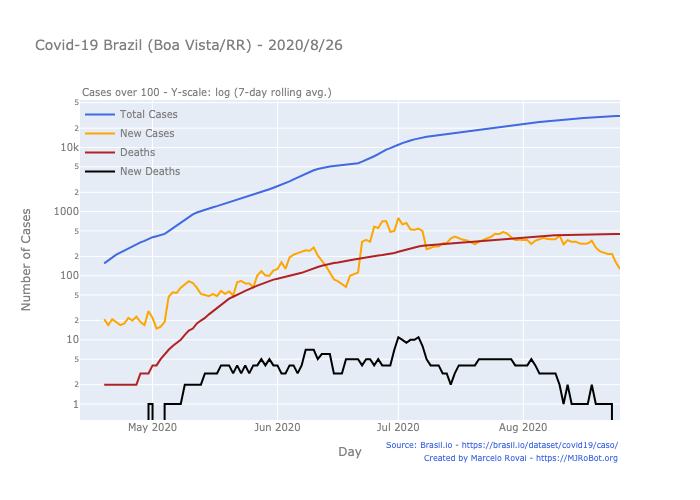 Covid-19 Brazil (Boa Vista/RR) - 2020/8/26
Cases over 100 - Y-scale: log (7-day rolling avg.)
Total Cases
New Cases
Deaths
New Deaths
Number of Cases
5
2
10k
5
2
1000
5
2
100
5
2
10
5
2
1
May 2020
Jun 2020
Jul 2020
Aug 2020
Day
Source: Brasil.io - https://brasil.io/dataset/covid19/caso/
Created by Marcelo Rovai - https://MJRoBot.org